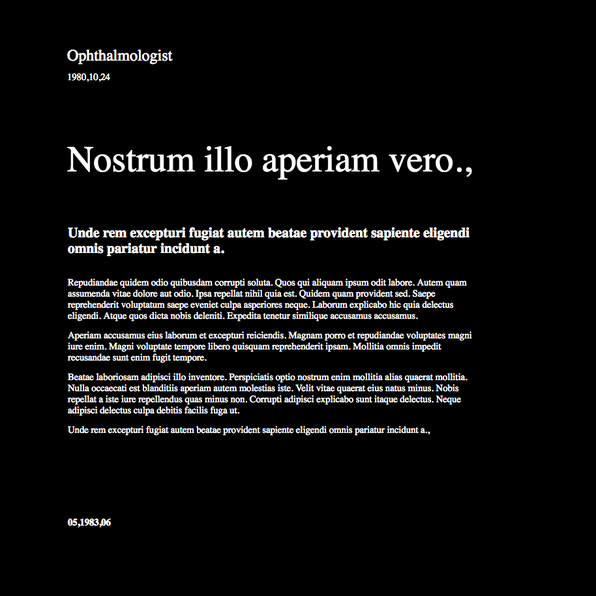 Ophthalmologist
1980,10,24
Nostrum illo aperiam vero.,
Unde rem excepturi fugiat autem beatae provident sapiente eligendi
omnis pariatur incidunt a.
Repudiandae quidem odio quibusdam corrupti soluta. Quos qui aliquam ipsum odit labore. Autem quam
assumenda vitae dolore aut odio. Ipsa repellat nihil quia est. Quidem quam provident sed. Saepe
reprehenderit voluptatum saepe eveniet culpa asperiores neque. Laborum explicabo hic quia delectus
eligendi. Atque quos dicta nobis deleniti. Expedita tenetur similique accusamus accusamus.
Aperiam accusamus eius laborum et excepturi reiciendis. Magnam porro et repudiandae voluptates magni
iure enim. Magni voluptate tempore libero quisquam reprehenderit ipsam. Mollitia omnis impedit
recusandae sunt enim fugit tempore.
Beatae laboriosam adipisci illo inventore. Perspiciatis optio nostrum enim mollitia alias quaerat mollitia.
Nulla occaecati est blanditiis aperiam autem molestias iste. Velit vitae quaerat eius natus minus. Nobis
repellat a iste iure repellendus quas minus non. Corrupti adipisci explicabo sunt itaque delectus. Neque
adipisci delectus culpa debitis facilis fuga ut.
Unde rem excepturi fugiat autem beatae provident sapiente eligendi omnis pariatur incidunt a.,
05,1983,06